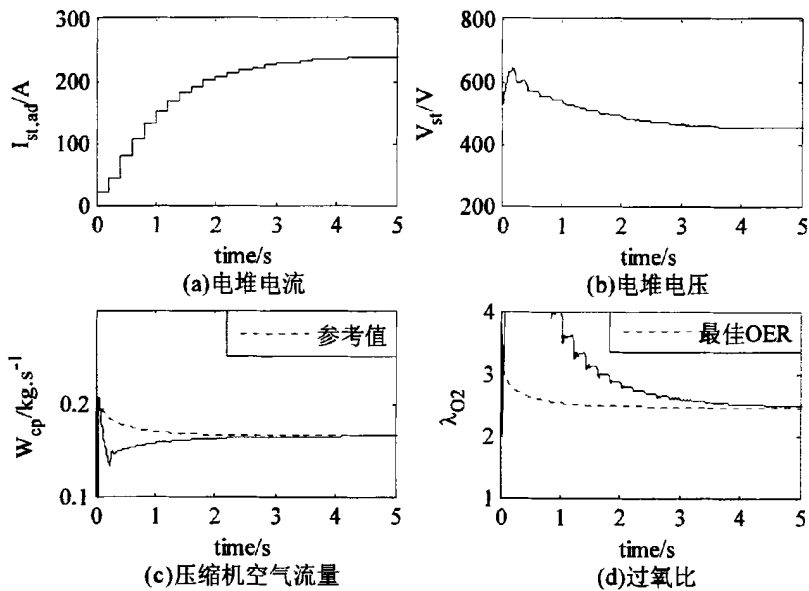 300
200
100
0
I_st,ad/A
0 1 2 3 4 5
time/s
(a)电堆电流
800
600
400
200
V_st/V
0 1 2 3 4 5
time/s
(b)电堆电压
参考值
0.2
0.1
W_cp/kg.s^-1
0 1 2 3 4 5
time/s
(c)压缩机空气流量
最佳OER
4
3
2
1
λ_O2
0 1 2 3 4 5
time/s
(d)过氧比